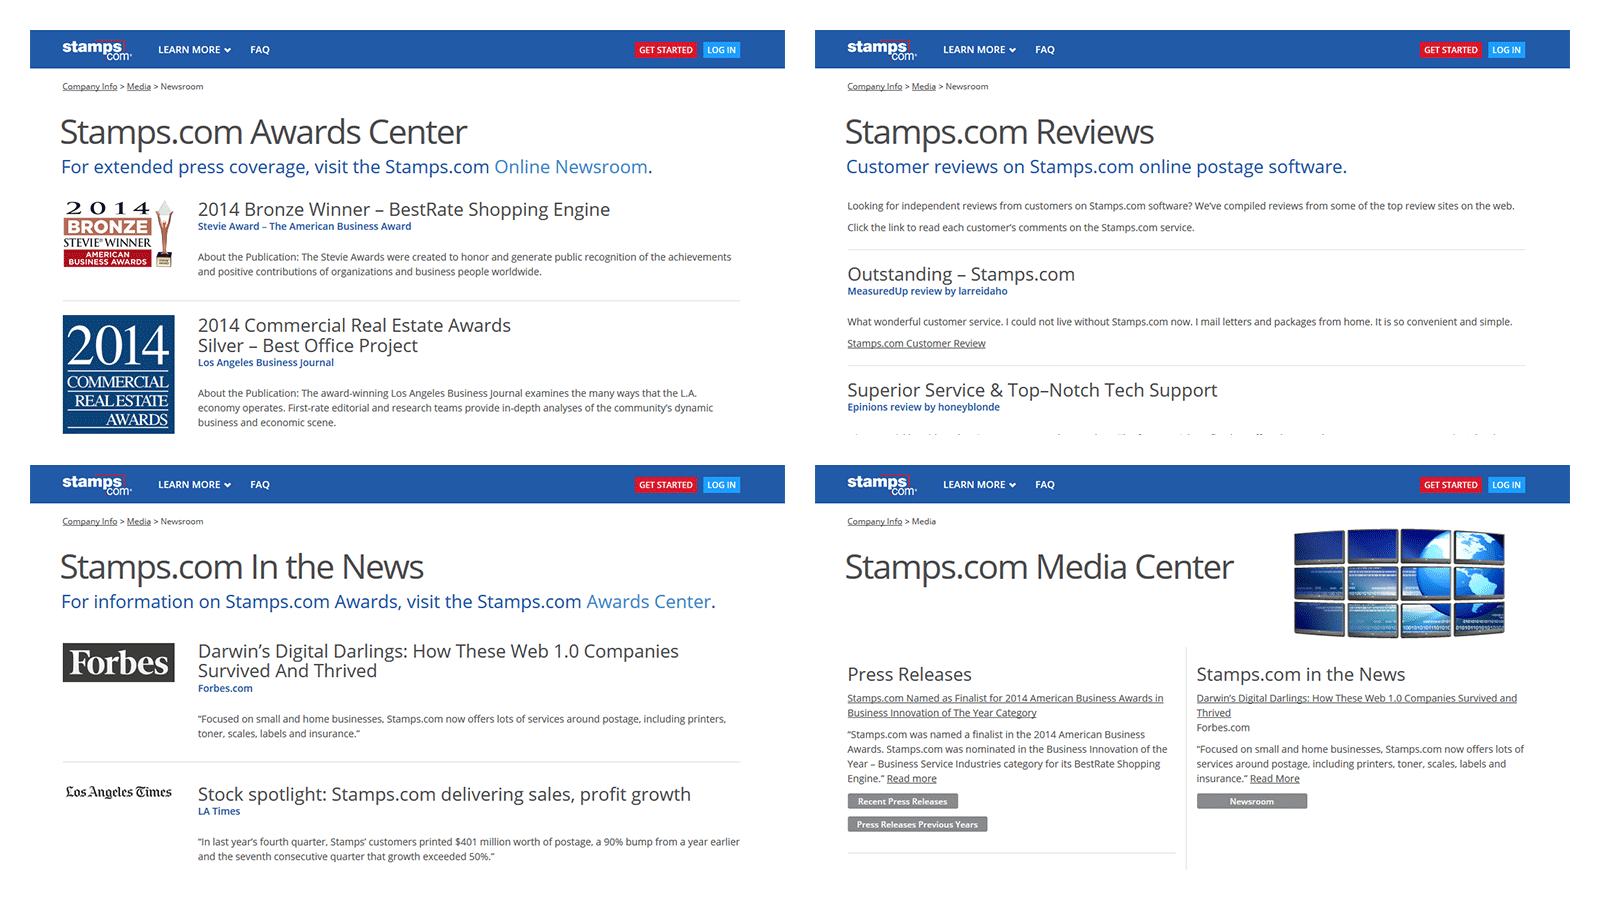 stamps.com
LEARN MORE
FAQ
GET STARTED
LOG IN
Company Info > Media > Newsroom
Stamps.com Awards Center
For extended press coverage, visit the Stamps.com Online Newsroom.
2014
BRONZE
STEVIE® WINNER
AMERICAN
BUSINESS AWARDS
2014 Bronze Winner – BestRate Shopping Engine
Stevie Award – The American Business Award
About the Publication: The Stevie Awards were created to honor and generate public recognition of the achievements
and positive contributions of organizations and business people worldwide.
2014
COMMERCIAL
REAL ESTATE
AWARDS
2014 Commercial Real Estate Awards
Silver – Best Office Project
Los Angeles Business Journal
About the Publication: The award-winning Los Angeles Business Journal examines the many ways that the L.A.
economy operates. First-rate editorial and research teams provide in-depth analyses of the community's dynamic
business and economic scene.
stamps.com
LEARN MORE
FAQ
GET STARTED
LOG IN
Company Info > Media > Newsroom
Stamps.com Reviews
Customer reviews on Stamps.com online postage software.
Looking for independent reviews from customers on Stamps.com software? We've compiled reviews from some of the top review sites on the web.
Click the link to read each customer's comments on the Stamps.com service.
Outstanding – Stamps.com
MeasuredUp review by larreidaho
What wonderful customer service. I could not live without Stamps.com now. I mail letters and packages from home. It is so convenient and simple.
Stamps.com Customer Review
Superior Service & Top–Notch Tech Support
Epinions review by honeyblonde
stamps.com
LEARN MORE
FAQ
GET STARTED
LOG IN
Company Info > Media > Newsroom
Stamps.com In the News
For information on Stamps.com Awards, visit the Stamps.com Awards Center.
Forbes
Darwin's Digital Darlings: How These Web 1.0 Companies
Survived And Thrived
Forbes.com
"Focused on small and home businesses, Stamps.com now offers lots of services around postage, including printers,
toner, scales, labels and insurance."
Los Angeles Times
Stock spotlight: Stamps.com delivering sales, profit growth
LA Times
"In last year's fourth quarter, Stamps' customers printed $401 million worth of postage, a 90% bump from a year earlier
and the seventh consecutive quarter that growth exceeded 50%."
stamps.com
LEARN MORE
FAQ
GET STARTED
LOG IN
Company Info > Media
Stamps.com Media Center
Press Releases
Stamps.com Named as Finalist for 2014 American Business Awards in
Business Innovation of The Year Category
"Stamps.com was named a finalist in the 2014 American Business
Awards. Stamps.com was nominated in the Business Innovation of the
Year – Business Service Industries category for its BestRate Shopping
Engine." Read more
Recent Press Releases
Press Releases Previous Years
Stamps.com in the News
Darwin's Digital Darlings: How These Web 1.0 Companies Survived and
Thrived
Forbes.com
"Focused on small and home businesses, Stamps.com now offers lots of
services around postage, including printers, toner, scales, labels and
insurance." Read More
Newsroom